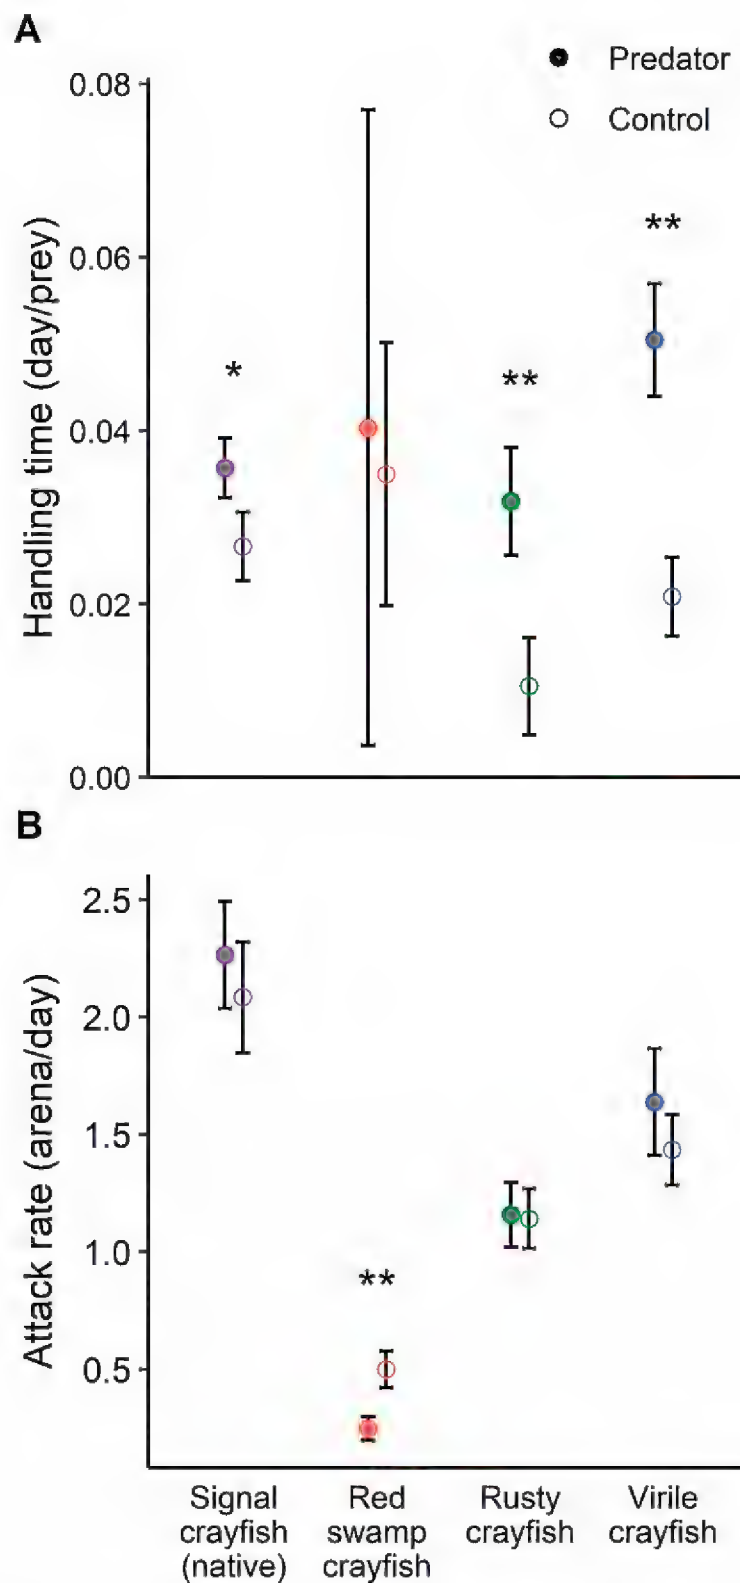 A
Predator
Control
0.08
0.06
0.04
0.02
0.00
Handling time (day/prey)
*
**
**
B
2.5
2.0
1.5
1.0
0.5
Attack rate (arena/day)
**
Signal
crayfish
(native)
Red
swamp
crayfish
Rusty
crayfish
Virile
crayfish